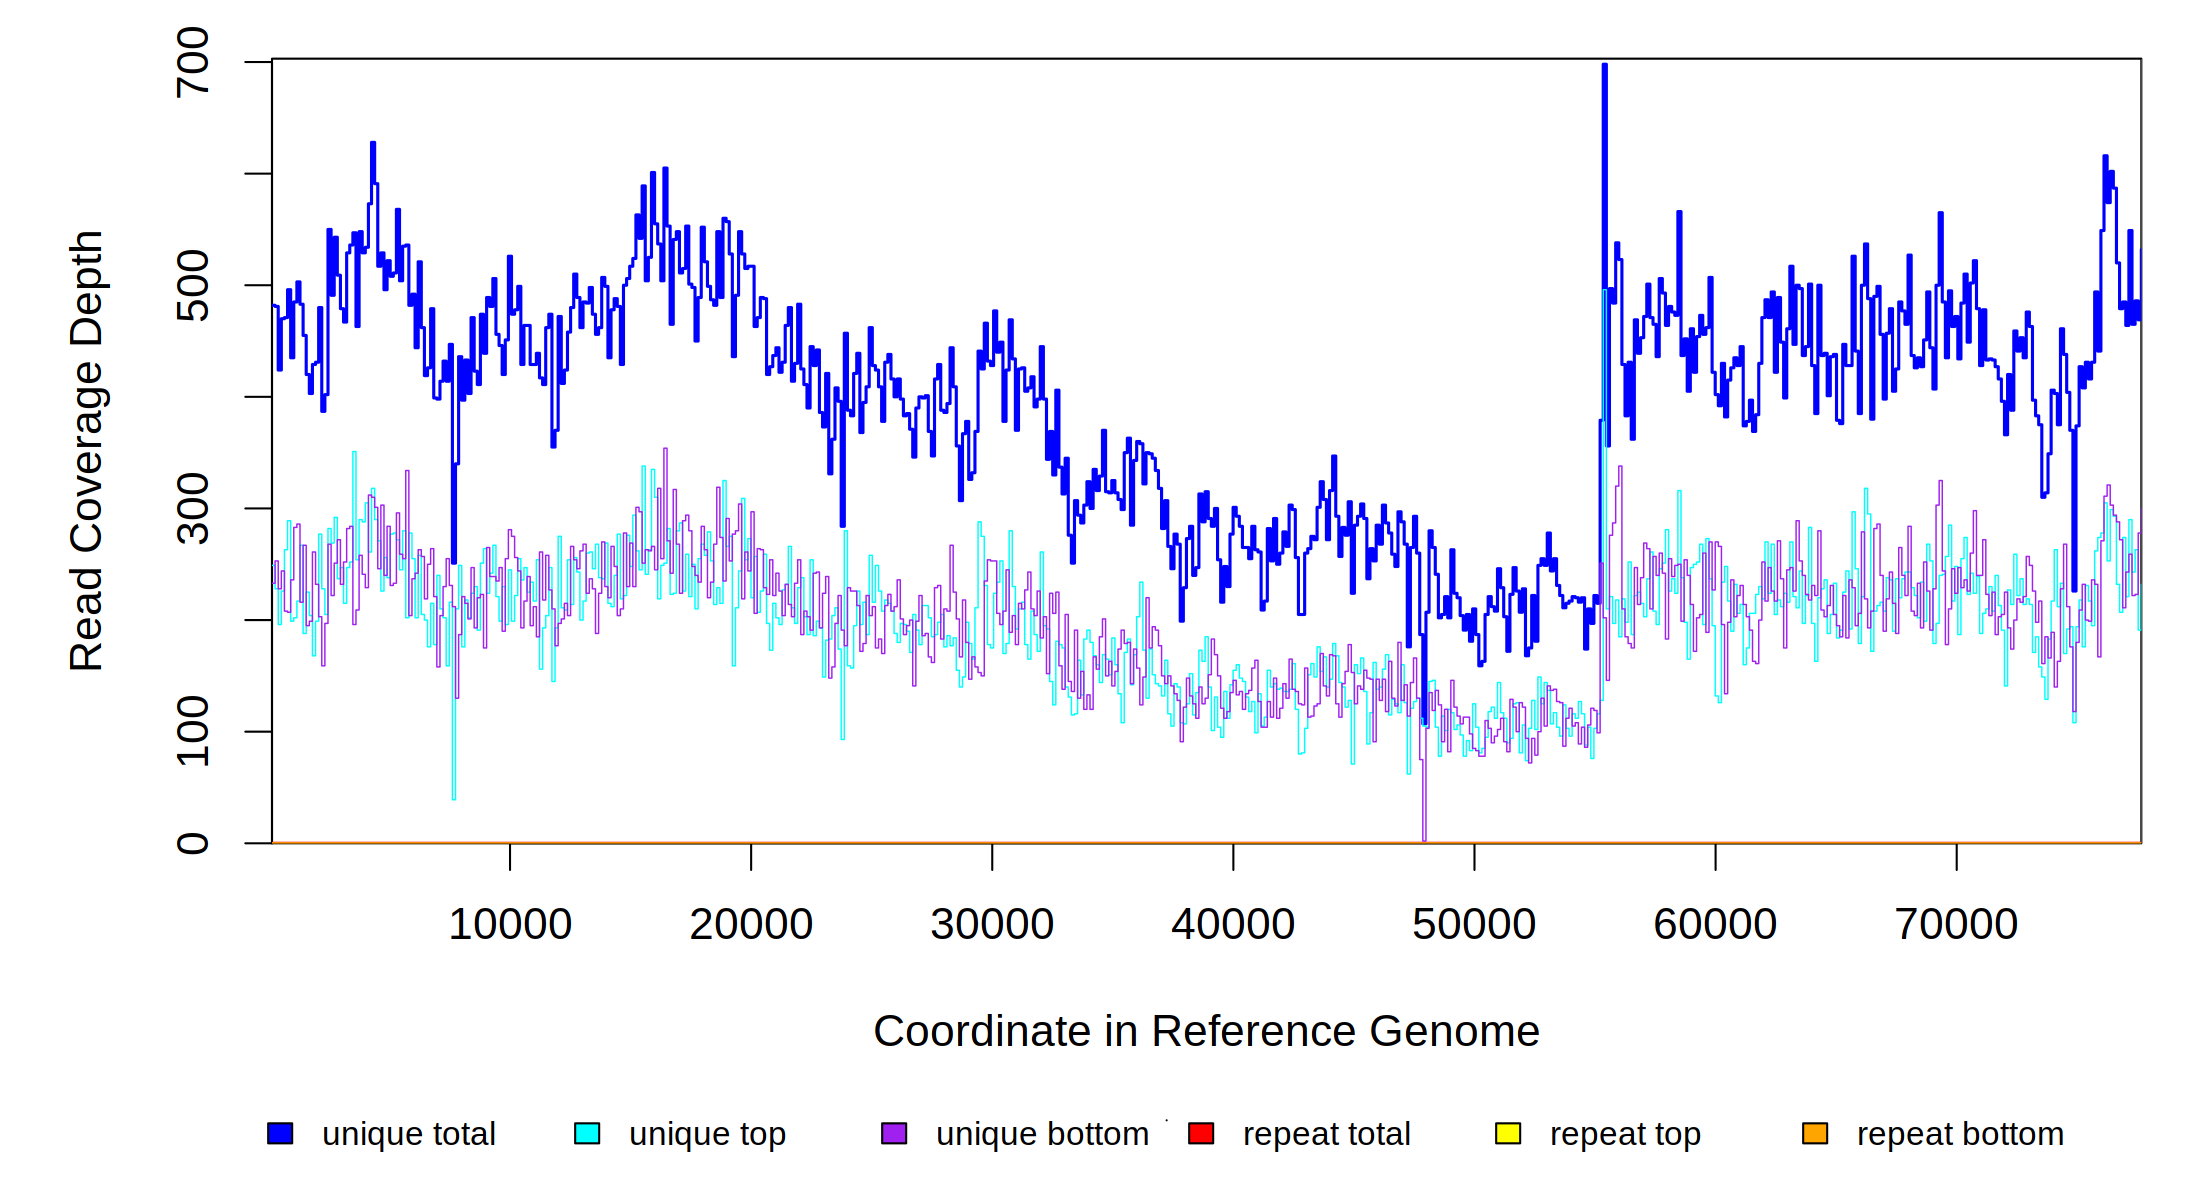 Read Coverage Depth
700
500
300
100
0
10000 20000 30000 40000 50000 60000 70000
Coordinate in Reference Genome
unique total unique top unique bottom repeat total repeat top repeat bottom